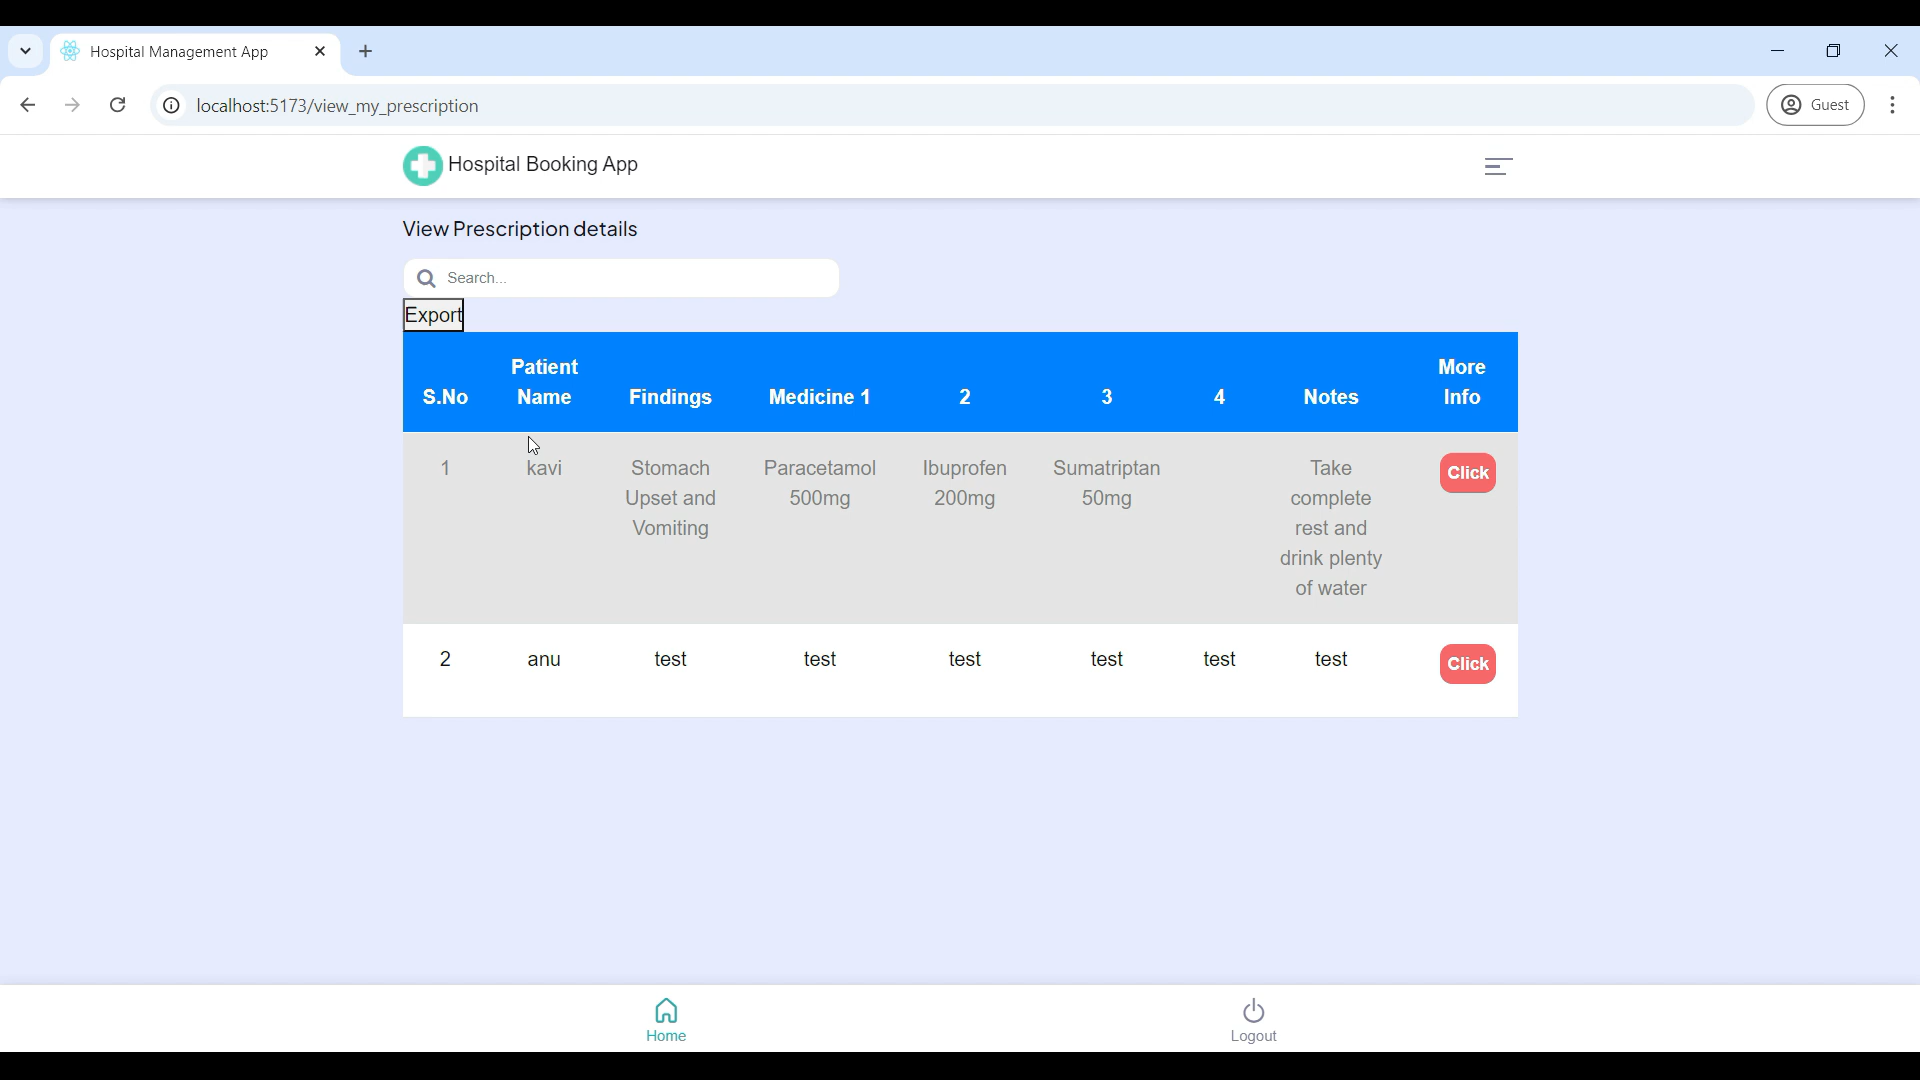 Hospital Management App
localhost:5173/view_my_prescription
Guest
Hospital Booking App
View Prescription details
Search...
Export
S.No Patient Name Findings Medicine 1 2 3 4 Notes More Info
1 kavi Stomach Paracetamol Ibuprofen Sumatriptan Take Click
Upset and 500mg 200mg 50mg complete
Vomiting rest and
drink plenty
of water
2 anu test test test test test test Click
Home Logout